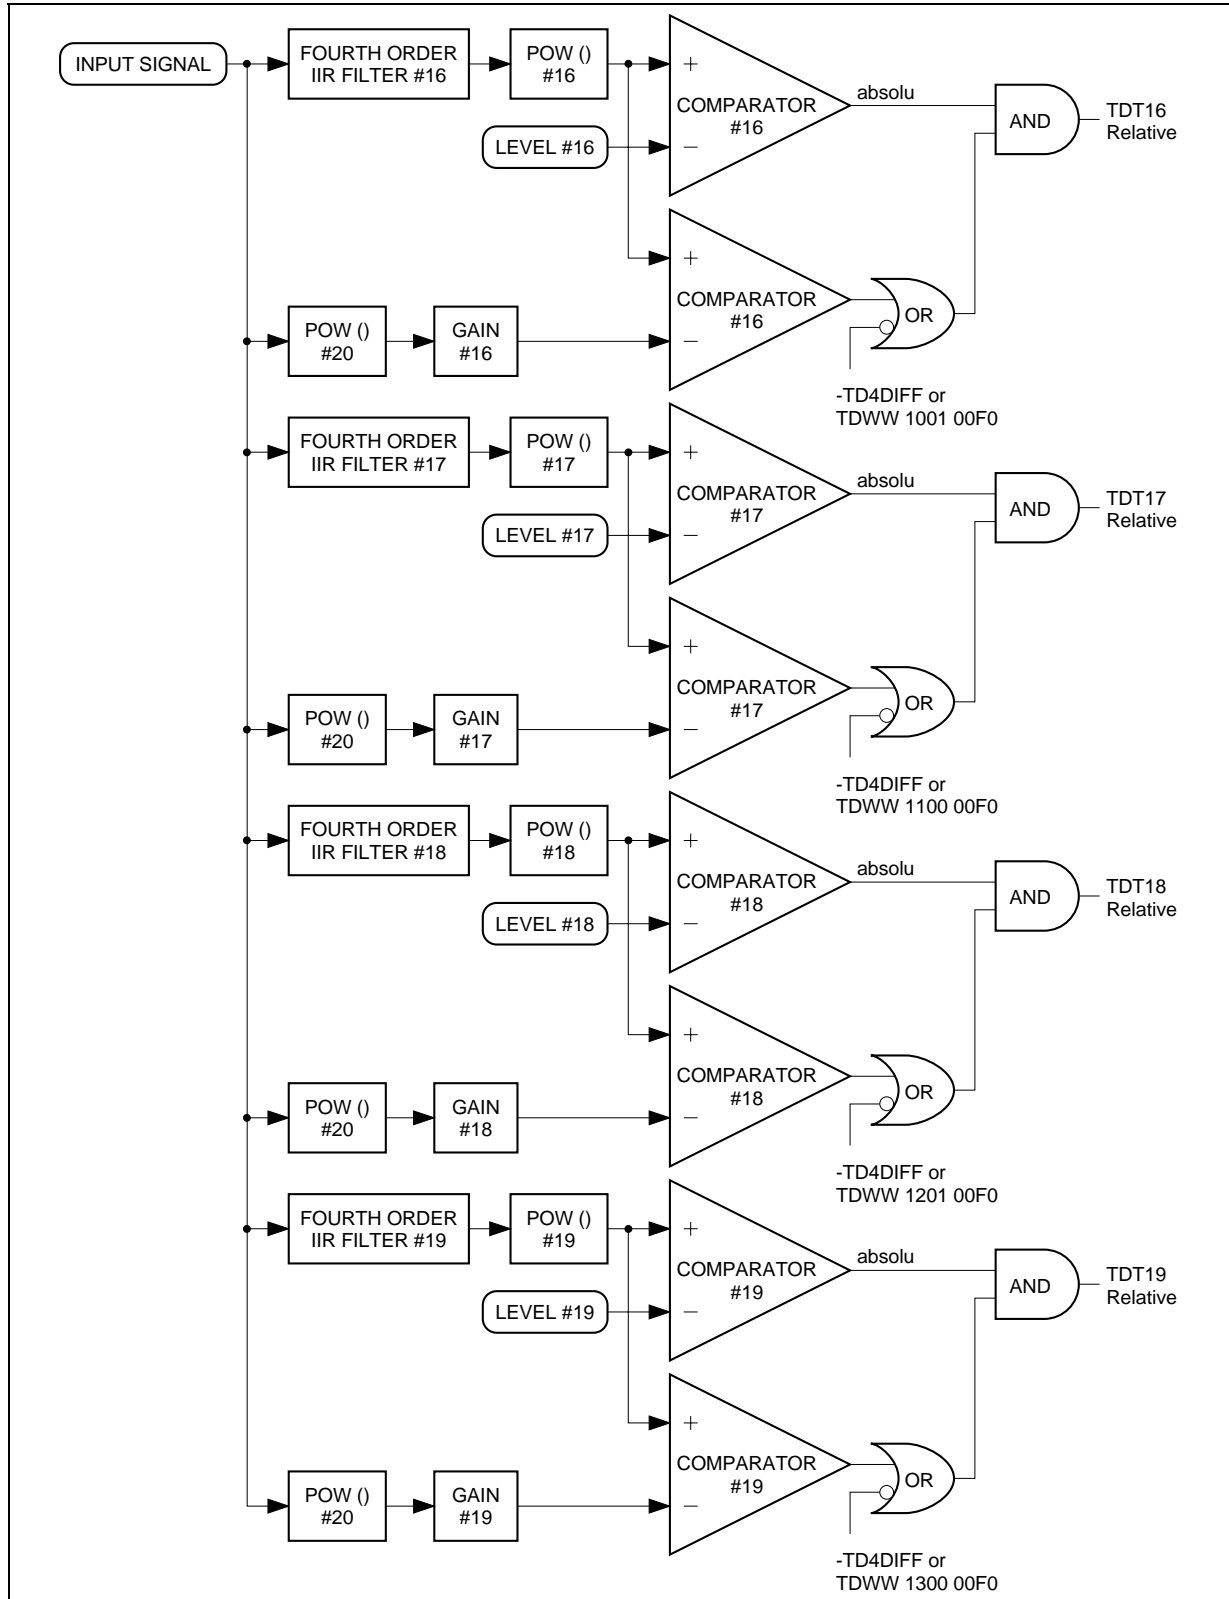 INPUT SIGNAL
FOURTH ORDER
IIR FILTER #16
POW ()
#16
+
COMPARATOR
#16
−
LEVEL #16
absolu
AND
TDT16
Relative
+
COMPARATOR
#16
−
POW ()
#20
GAIN
#16
OR
-TD4DIFF or
TDWW 1001 00F0
FOURTH ORDER
IIR FILTER #17
POW ()
#17
+
COMPARATOR
#17
−
LEVEL #17
absolu
AND
TDT17
Relative
+
COMPARATOR
#17
−
POW ()
#20
GAIN
#17
OR
-TD4DIFF or
TDWW 1100 00F0
FOURTH ORDER
IIR FILTER #18
POW ()
#18
+
COMPARATOR
#18
−
LEVEL #18
absolu
AND
TDT18
Relative
+
COMPARATOR
#18
−
POW ()
#20
GAIN
#18
OR
-TD4DIFF or
TDWW 1201 00F0
FOURTH ORDER
IIR FILTER #19
POW ()
#19
+
COMPARATOR
#19
−
LEVEL #19
absolu
AND
TDT19
Relative
+
COMPARATOR
#19
−
POW ()
#20
GAIN
#19
OR
-TD4DIFF or
TDWW 1300 00F0